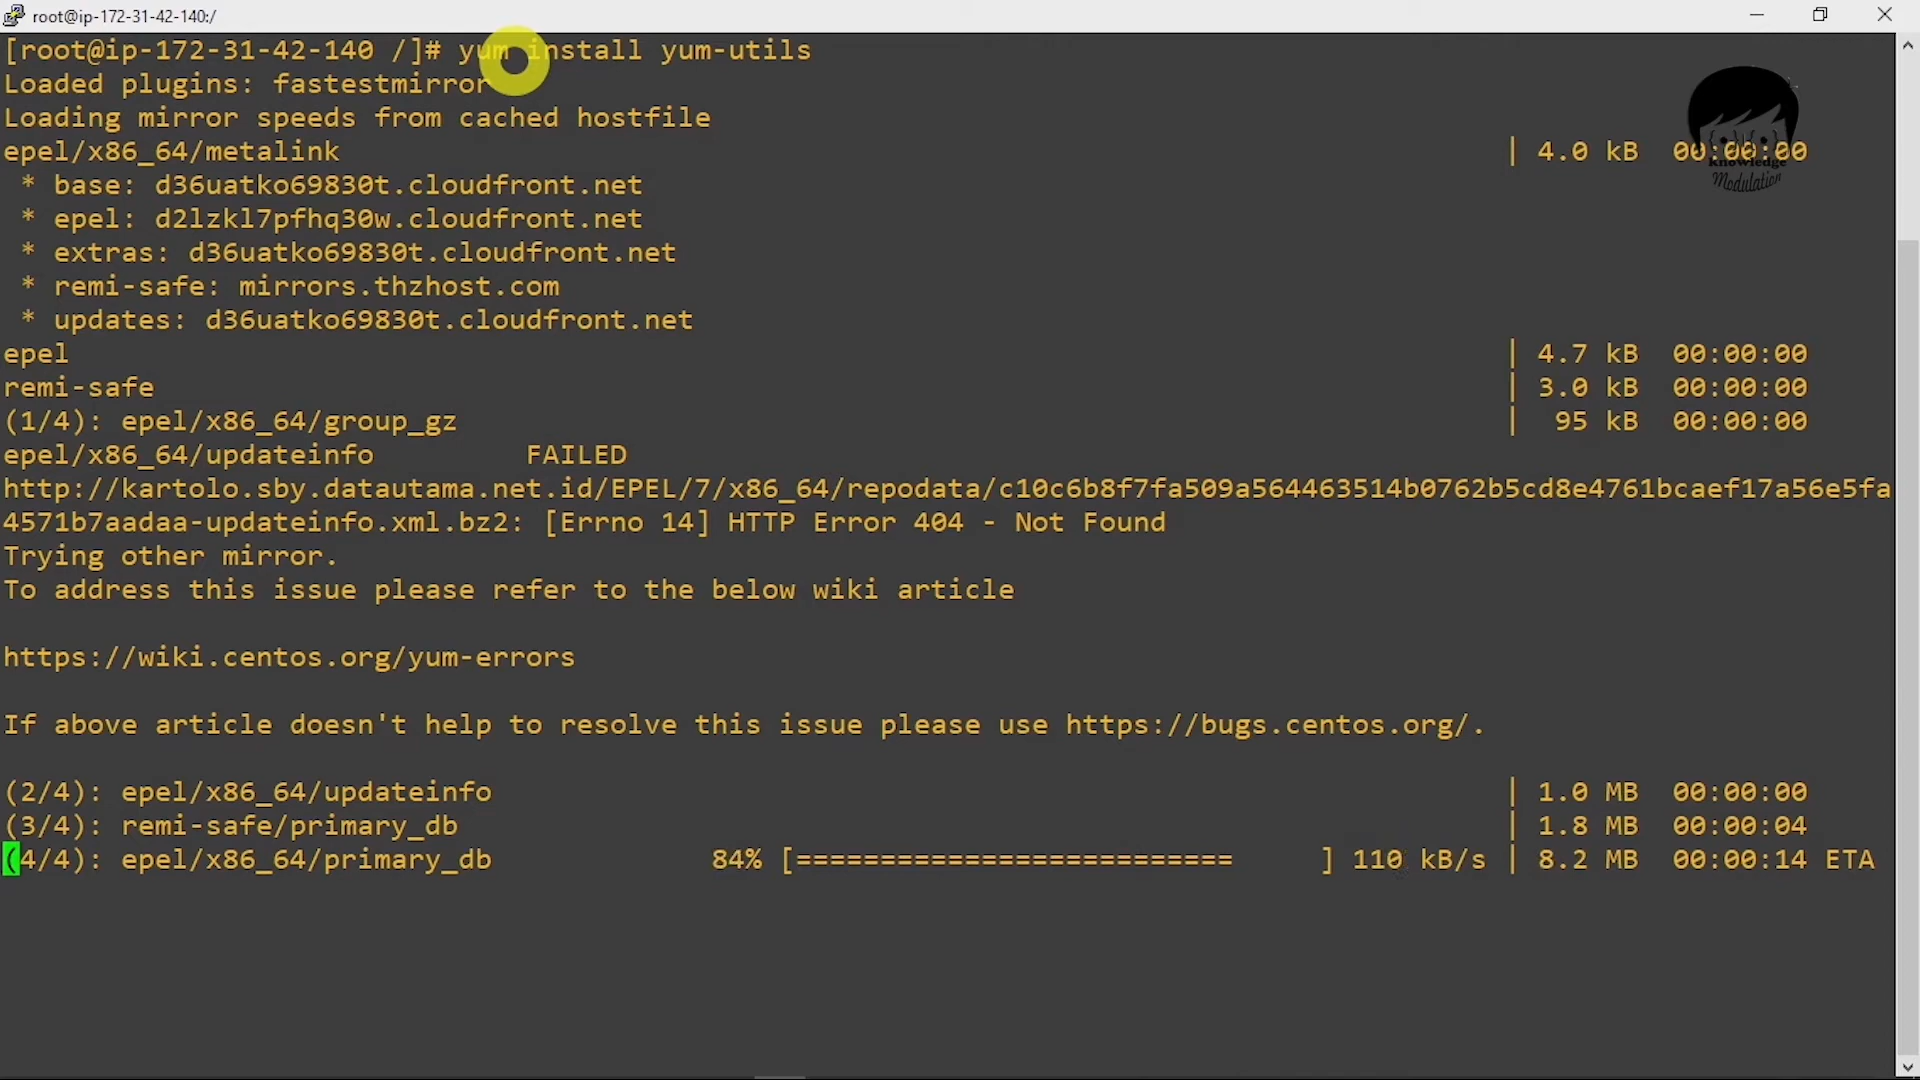 root@ip-172-31-42-140:/
[root@ip-172-31-42-140 /]# yum install yum-utils
Loaded plugins: fastestmirror
Loading mirror speeds from cached hostfile
epel/x86_64/metalink | 4.0 kB 00:00:00
* base: d36uatko69830t.cloudfront.net
* epel: d2lzkl7pfhq30w.cloudfront.net
* extras: d36uatko69830t.cloudfront.net
* remi-safe: mirrors.thzhost.com
* updates: d36uatko69830t.cloudfront.net
epel | 4.7 kB 00:00:00
remi-safe | 3.0 kB 00:00:00
(1/4): epel/x86_64/group_gz | 95 kB 00:00:00
epel/x86_64/updateinfo FAILED
http://kartolo.sby.datautama.net.id/EPEL/7/x86_64/repodata/c10c6b8f7fa509a564463514b0762b5cd8e4761bcaef17a56e5fa
4571b7aadaa-updateinfo.xml.bz2: [Errno 14] HTTP Error 404 - Not Found
Trying other mirror.
To address this issue please refer to the below wiki article
https://wiki.centos.org/yum-errors
If above article doesn't help to resolve this issue please use https://bugs.centos.org/.
(2/4): epel/x86_64/updateinfo | 1.0 MB 00:00:00
(3/4): remi-safe/primary_db | 1.8 MB 00:00:04
(4/4): epel/x86_64/primary_db 84% [========================== ] 110 kB/s | 8.2 MB 00:00:14 ETA
knowledge
Modulation